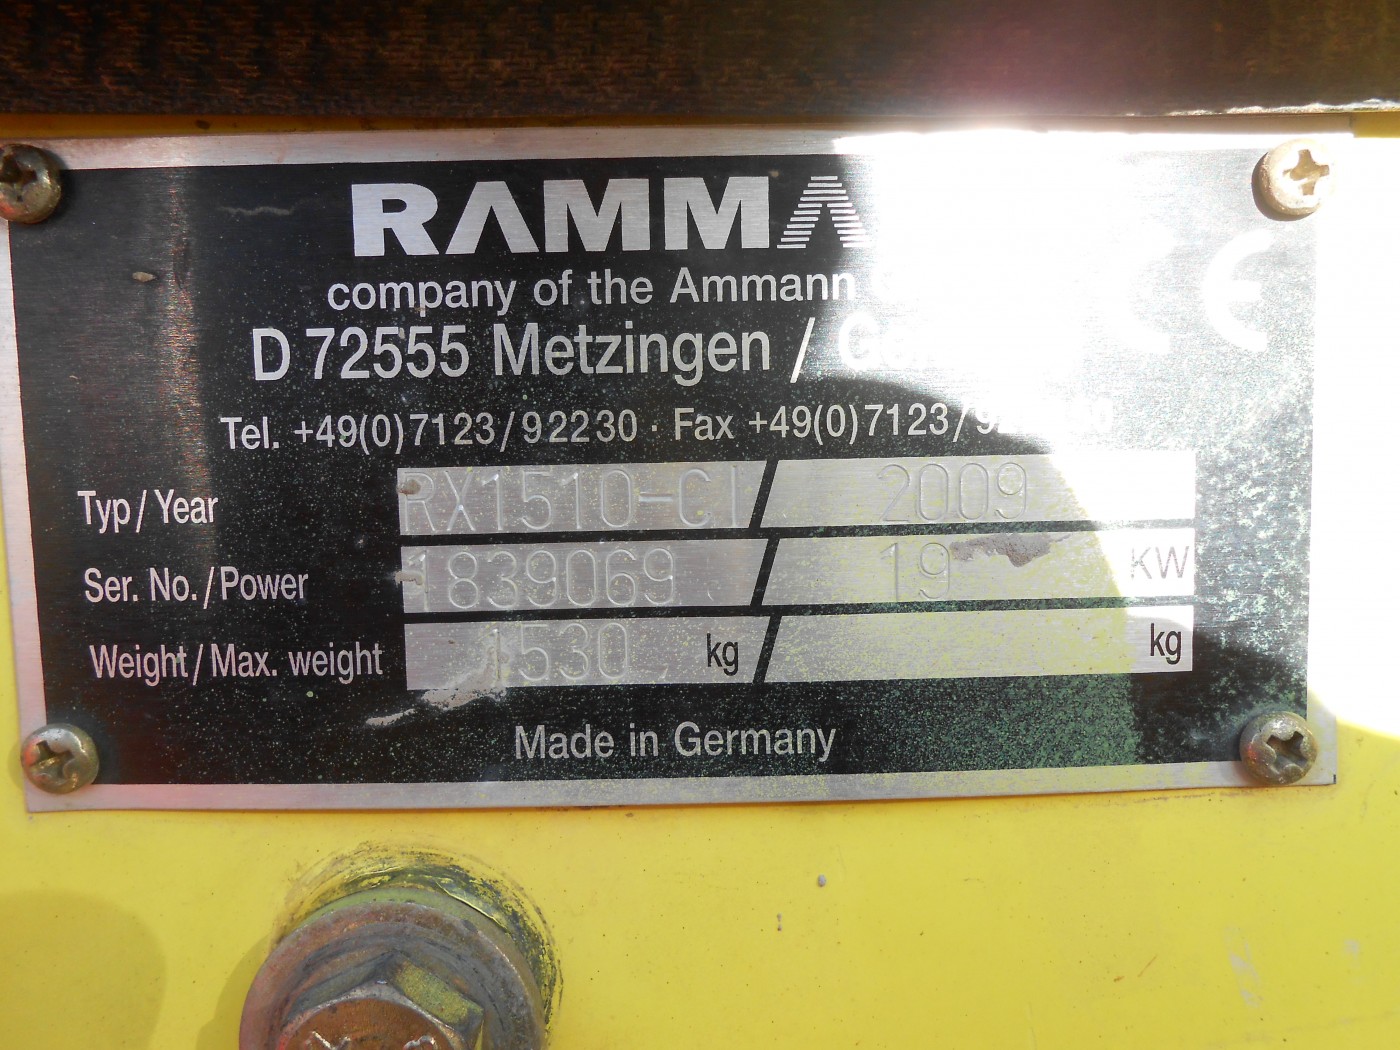 RAMMA
company of the Ammann
D 72555 Metzingen /
CE
Tel. +49(0)7123/92230 · Fax +49(0)7123/
Typ/Year RX1510-CI / 2009
Ser. No./Power 1839069 / 19 KW
Weight/Max. weight 1530 kg / kg
Made in Germany